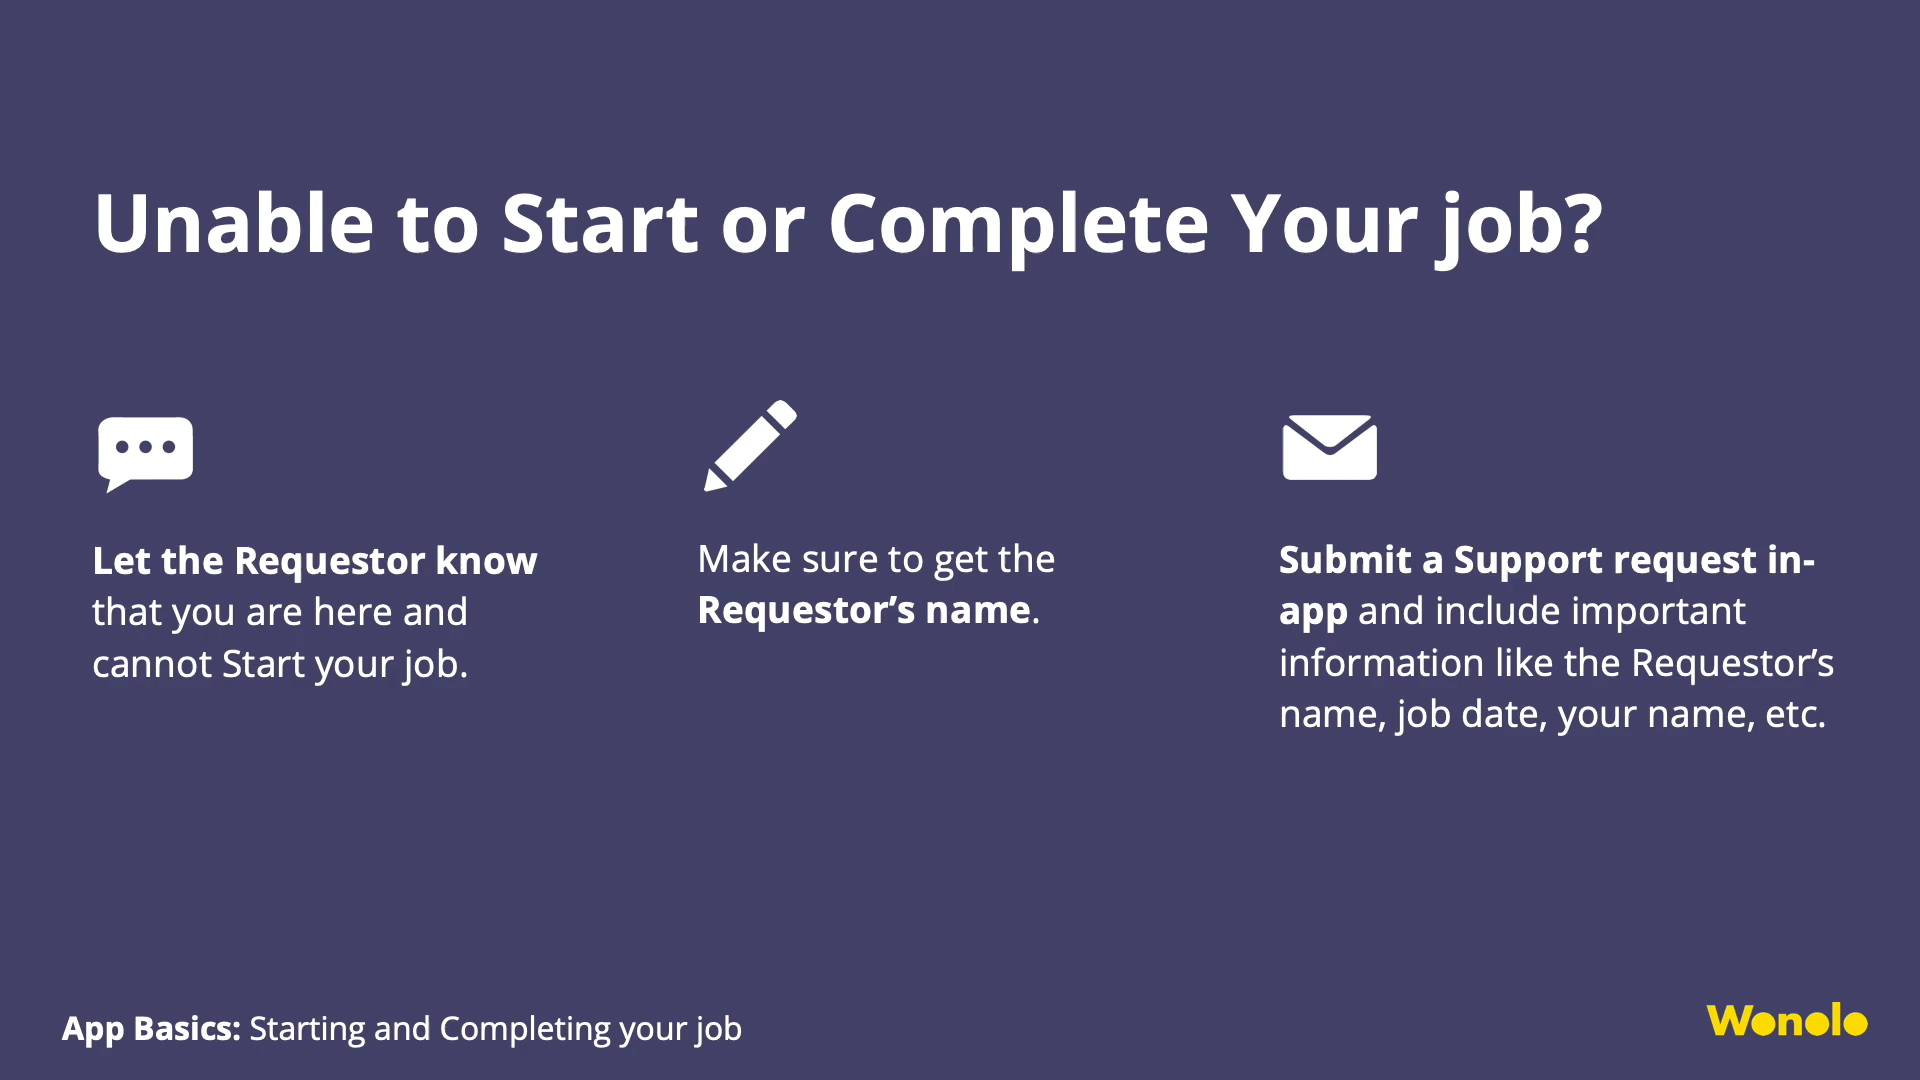 Unable to Start or Complete Your job?
Let the Requestor know
that you are here and
cannot Start your job.
Make sure to get the
Requestor’s name.
Submit a Support request in-
app and include important
information like the Requestor’s
name, job date, your name, etc.
App Basics: Starting and Completing your job
Wonolo